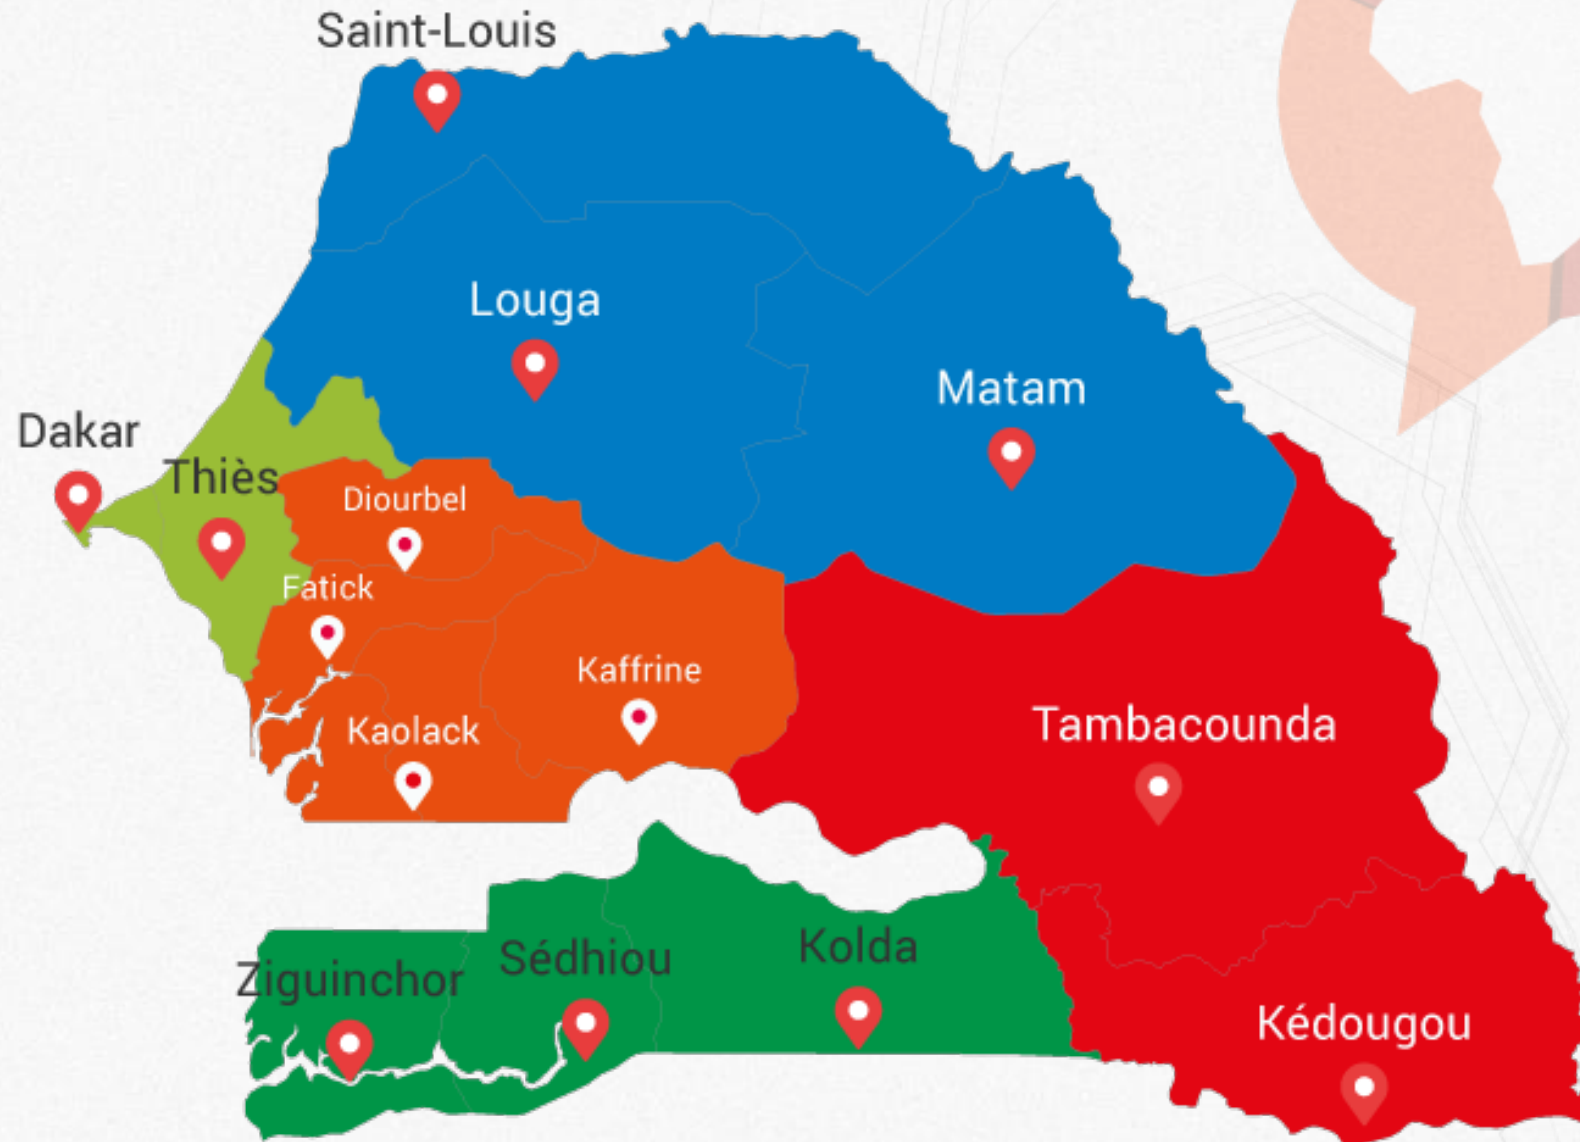 Saint-Louis
Louga
Matam
Dakar
Thiès
Diourbel
Fatick
Kaffrine
Kaolack
Tambacounda
Ziguinchor
Sédhiou
Kolda
Kédougou